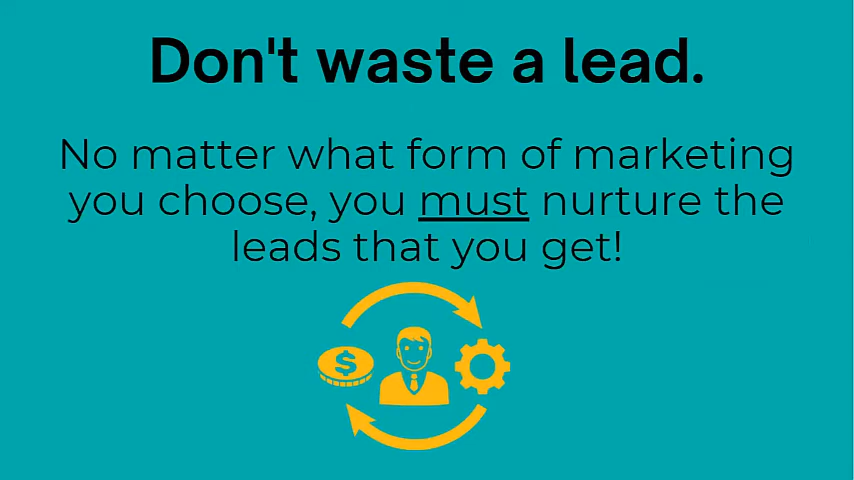 Don't waste a lead.
No matter what form of marketing
you choose, you must nurture the
leads that you get!
$